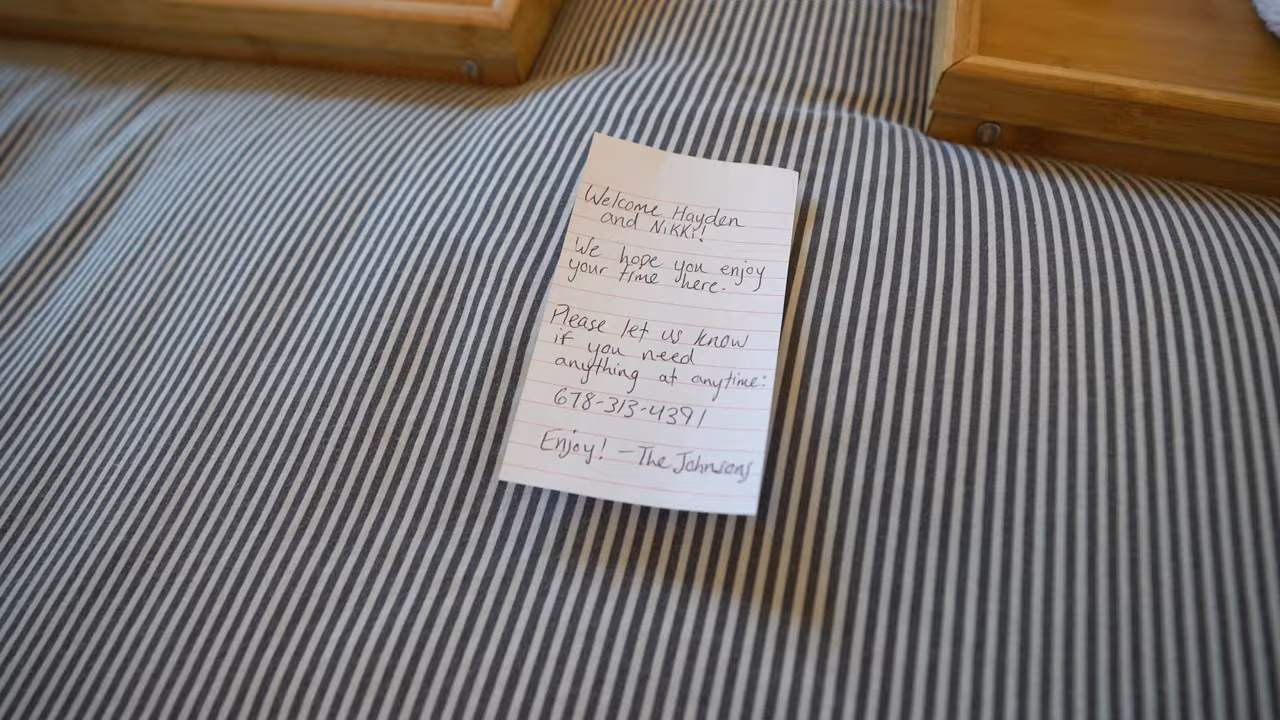 Welcome Hayden
and Nikki!
We hope you enjoy
your time here.
Please let us know
if you need
anything at anytime:
678-313-4391
Enjoy! - The Johnsons